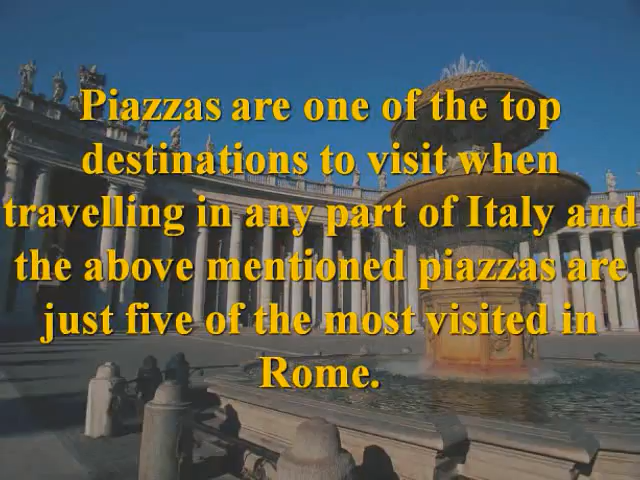 Piazzas are one of the top
destinations to visit when
travelling in any part of Italy and
the above mentioned piazzas are
just five of the most visited in
Rome.